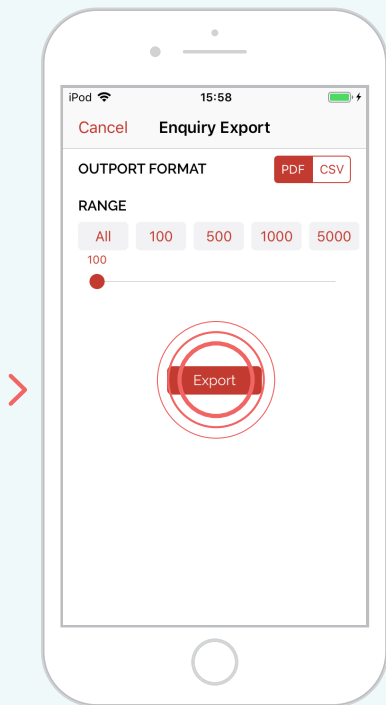 iPod 15:58
Cancel Enquiry Export
OUTPORT FORMAT PDF CSV
RANGE
All 100 500 1000 5000
100
Export